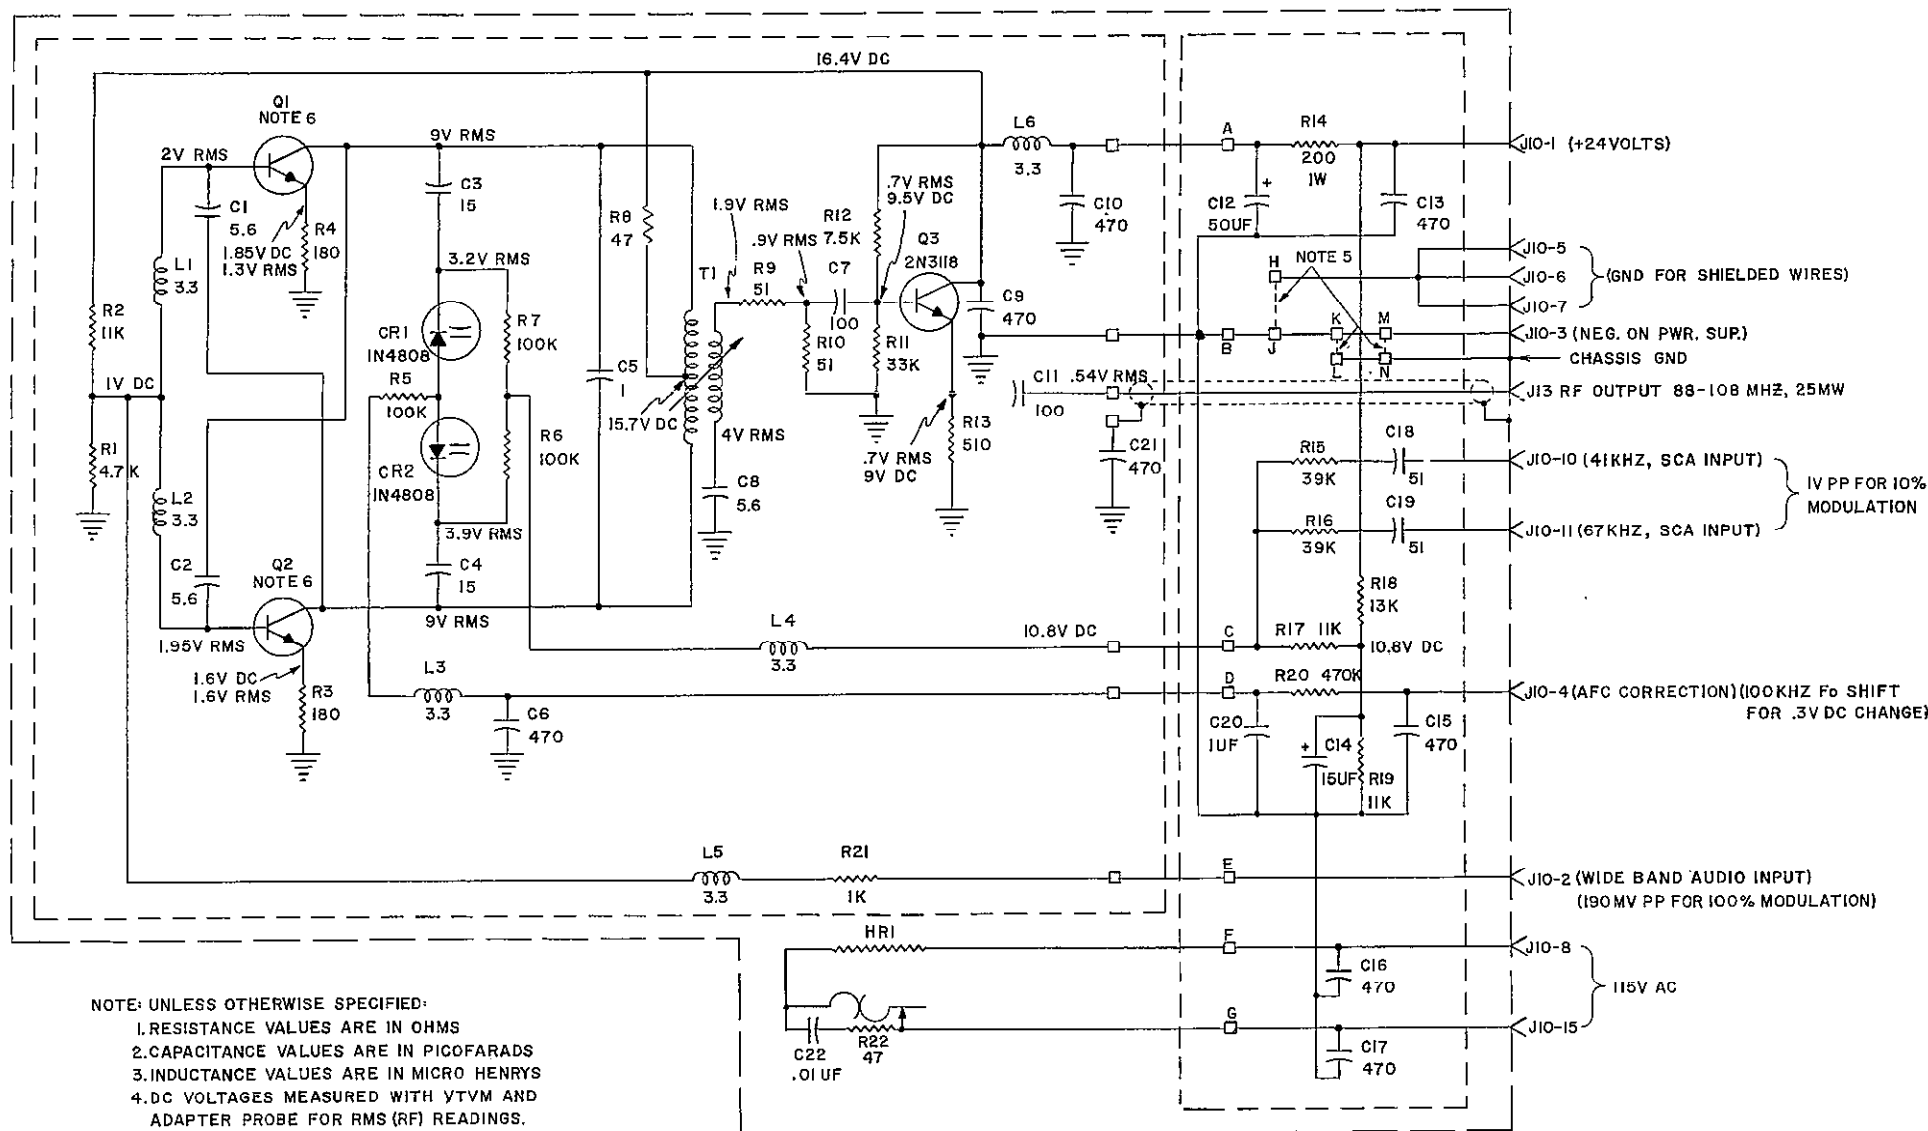 16.4V DC
Q1
NOTE 6
9V RMS
2V RMS
C1
5.6
R4
180
1.85V DC
1.3V RMS
L1
3.3
R2
11K
1V DC
R1
4.7K
L2
3.3
C2
5.6
Q2
NOTE 6
1.95V RMS
1.6V DC
1.6V RMS
R3
180
C3
15
3.2V RMS
CR1
1N4808
R7
100K
R5
100K
CR2
1N4808
R6
100K
3.9V RMS
C4
15
9V RMS
L3
3.3
C6
470
C5
1
R8
47
15.7V DC
T1
1.9V RMS
.9V RMS
R9
51
R10
51
4V RMS
C8
5.6
R12
7.5K
C7
100
.7V RMS
9.5V DC
Q3
2N3118
R11
33K
C9
470
.7V RMS
9V DC
R13
510
L6
3.3
C10
470
C11
100
.54V RMS
C21
470
L4
3.3
10.8V DC
L5
3.3
R21
1K
A
R14
200
1W
C12
+
50UF
C13
470
NOTE 5
H
B
J
K
M
L
N
R15
39K
C18
51
R16
39K
C19
51
R18
13K
C
R17 11K
10.8V DC
D
R20 470K
C20
1UF
+
C14
15UF
R19
11K
C15
470
E
F
G
C16
470
C17
470
HR1
C22
.01UF
R22
47
J10-1 (+24VOLTS)
J10-5
J10-6
J10-7
(GND FOR SHIELDED WIRES)
J10-3 (NEG. ON PWR. SUP.)
CHASSIS GND
J13 RF OUTPUT 88-108 MHZ, 25MW
J10-10 (41KHZ, SCA INPUT)
J10-11 (67KHZ, SCA INPUT)
1V PP FOR 10%
MODULATION
J10-4 (AFC CORRECTION) (100KHZ Fo SHIFT
FOR .3V DC CHANGE)
J10-2 (WIDE BAND AUDIO INPUT)
(190MV PP FOR 100% MODULATION)
J10-8
115V AC
J10-15
NOTE: UNLESS OTHERWISE SPECIFIED:
1. RESISTANCE VALUES ARE IN OHMS
2. CAPACITANCE VALUES ARE IN PICOFARADS
3. INDUCTANCE VALUES ARE IN MICRO HENRYS
4. DC VOLTAGES MEASURED WITH VTVM AND
ADAPTER PROBE FOR RMS (RF) READINGS.